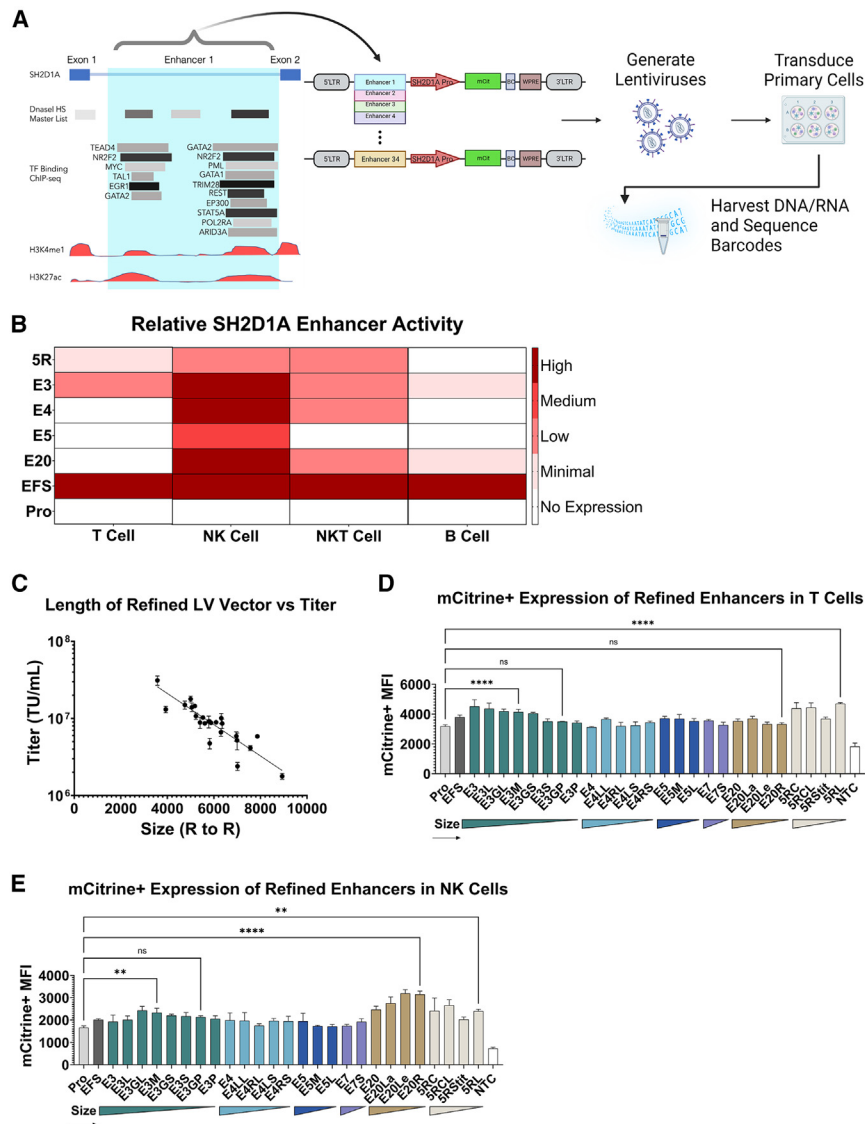 A
Exon 1
Enhancer 1
Exon 2
SH2D1A
DnaseI HS
Master List
TF Binding
ChIP-seq
TEAD4
NR2F2
MYC
TAL1
EGR1
GATA2
GATA2
NR2F2
PML
GATA1
TRIM28
REST
EP300
STAT5A
POL2RA
ARID3A
H3K4me1
H3K27ac
5'LTR
Enhancer 1
Enhancer 2
Enhancer 3
Enhancer 4
SH2D1A Pro
mCit
BC
WPRE
3'LTR
5'LTR
Enhancer 34
SH2D1A Pro
mCit
BC
WPRE
3'LTR
Generate
Lentiviruses
Transduce
Primary Cells
Harvest DNA/RNA
and Sequence
Barcodes
B
Relative SH2D1A Enhancer Activity
5R
E3
E4
E5
E20
EFS
Pro
T Cell
NK Cell
NKT Cell
B Cell
High
Medium
Low
Minimal
No Expression
C
Length of Refined LV Vector vs Titer
Titer (TU/mL)
10^8
10^7
10^6
0 2000 4000 6000 8000 10000
Size (R to R)
D
mCitrine+ Expression of Refined Enhancers in T Cells
****
ns
ns
****
mCitrine+ MFI
6000
4000
2000
0
Pro EFS E3 E3L E3GL E3M E3GS E3S E3GP E3P E4 E4LL E4RL E4LS E4RS E5 E5M E5L E7 E7S E20 E20La E20Le E20R 5RC 5RCL 5RStit 5RL NTC
Size
E
mCitrine+ Expression of Refined Enhancers in NK Cells
**
****
ns
**
mCitrine+ MFI
4000
3000
2000
1000
0
Pro EFS E3 E3L E3GL E3M E3GS E3S E3GP E3P E4 E4LL E4RL E4LS E4RS E5 E5M E5L E7 E7S E20 E20La E20Le E20R 5RC 5RCL 5RStit 5RL NTC
Size